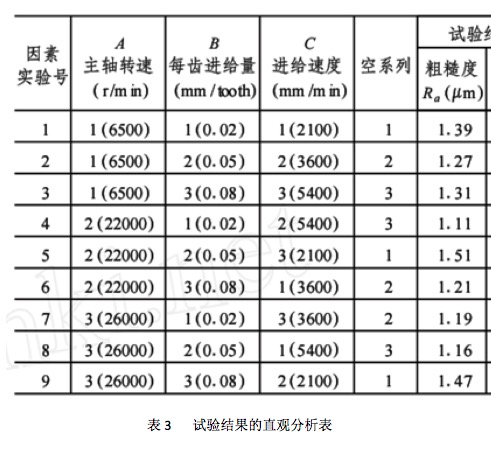 因素
实验号
A
主轴转速
(r/min)
B
每齿进给量
(mm/tooth)
C
进给速度
(mm/min)
空系列
试验结
粗糙度
Ra(μm)
1 1(6500) 1(0.02) 1(2100) 1 1.39
2 1(6500) 2(0.05) 2(3600) 2 1.27
3 1(6500) 3(0.08) 3(5400) 3 1.31
4 2(22000) 1(0.02) 2(5400) 3 1.11
5 2(22000) 2(0.05) 3(2100) 1 1.51
6 2(22000) 3(0.08) 1(3600) 2 1.21
7 3(26000) 1(0.02) 3(3600) 2 1.19
8 3(26000) 2(0.05) 1(5400) 3 1.16
9 3(26000) 3(0.08) 2(2100) 1 1.47
表 3 试验结果的直观分析表